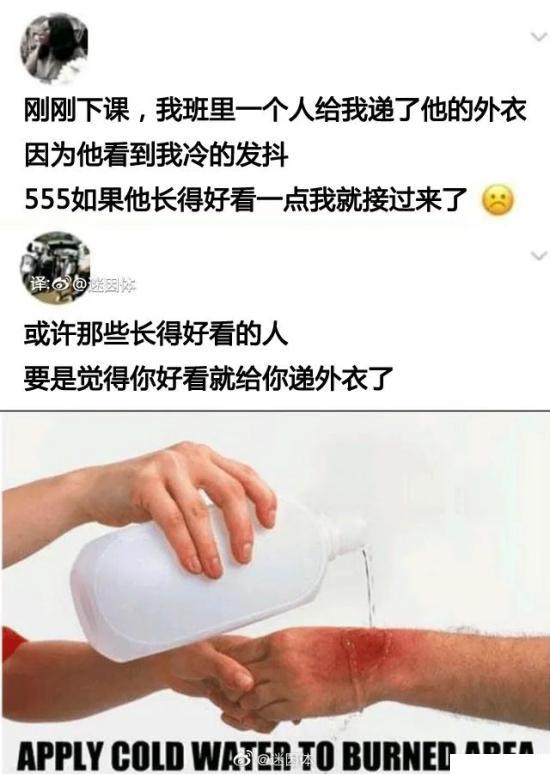 刚刚下课，我班里一个人给我递了他的外衣
因为他看到我冷的发抖
555如果他长得好看一点我就接过来了
译:@迷因体
或许那些长得好看的人
要是觉得你好看就给你递外衣了
APPLY COLD WATER TO BURNED AREA
@迷因体